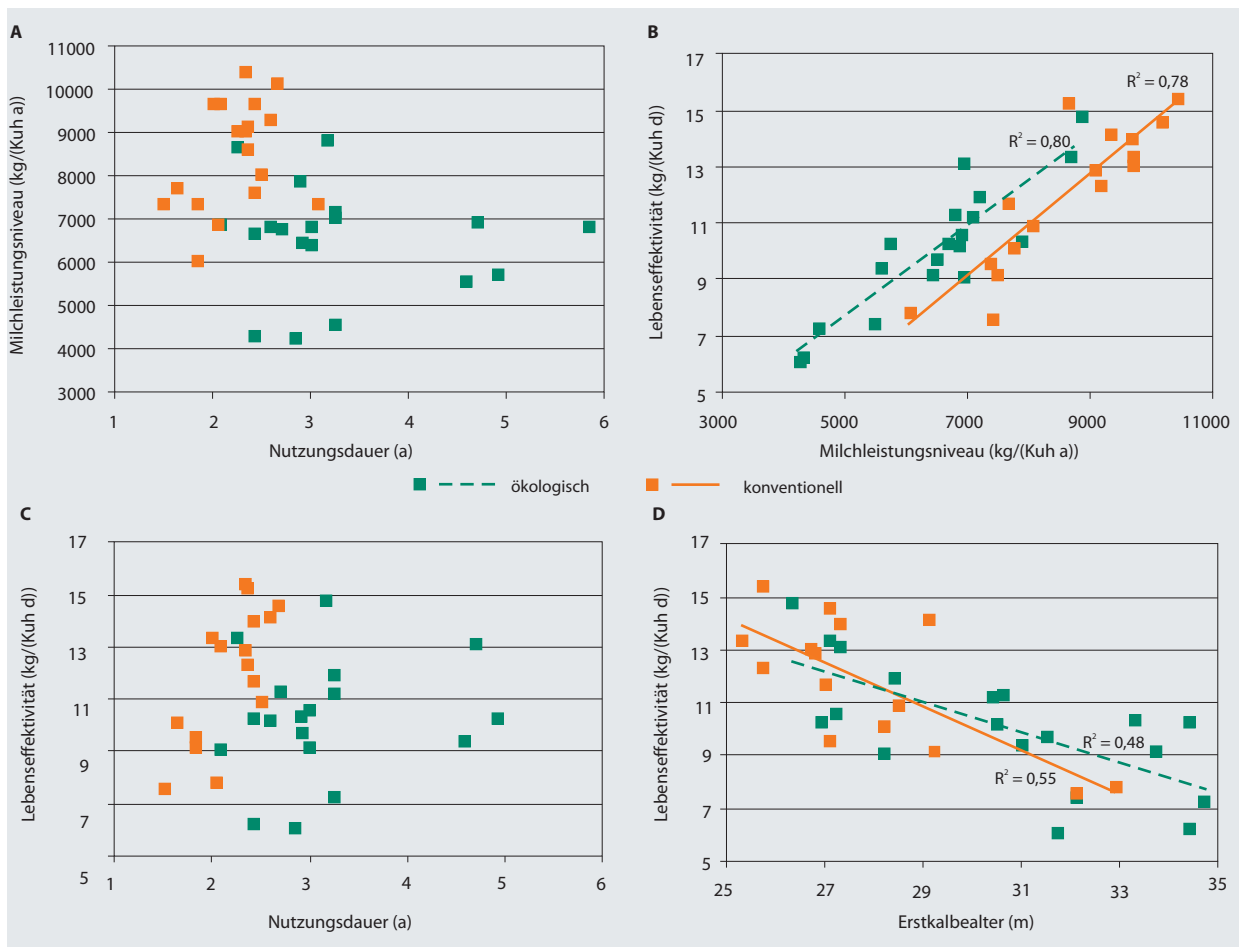 A
Milchleistungsniveau (kg/(Kuh a))
11000
10000
9000
8000
7000
6000
5000
4000
3000
1 2 3 4 5 6
Nutzungsdauer (a)
B
Lebenseffektivität (kg/(Kuh d))
17
15
13
11
9
7
5
R² = 0,78
R² = 0,80
3000 5000 7000 9000 11000
Milchleistungsniveau (kg/(Kuh a))
ökologisch konventionell
C
Lebenseffektivität (kg/(Kuh d))
17
15
13
11
9
7
5
1 2 3 4 5 6
Nutzungsdauer (a)
D
Lebenseffektivität (kg/(Kuh d))
17
15
13
11
9
7
5
R² = 0,48
R² = 0,55
25 27 29 31 33 35
Erstkalbealter (m)